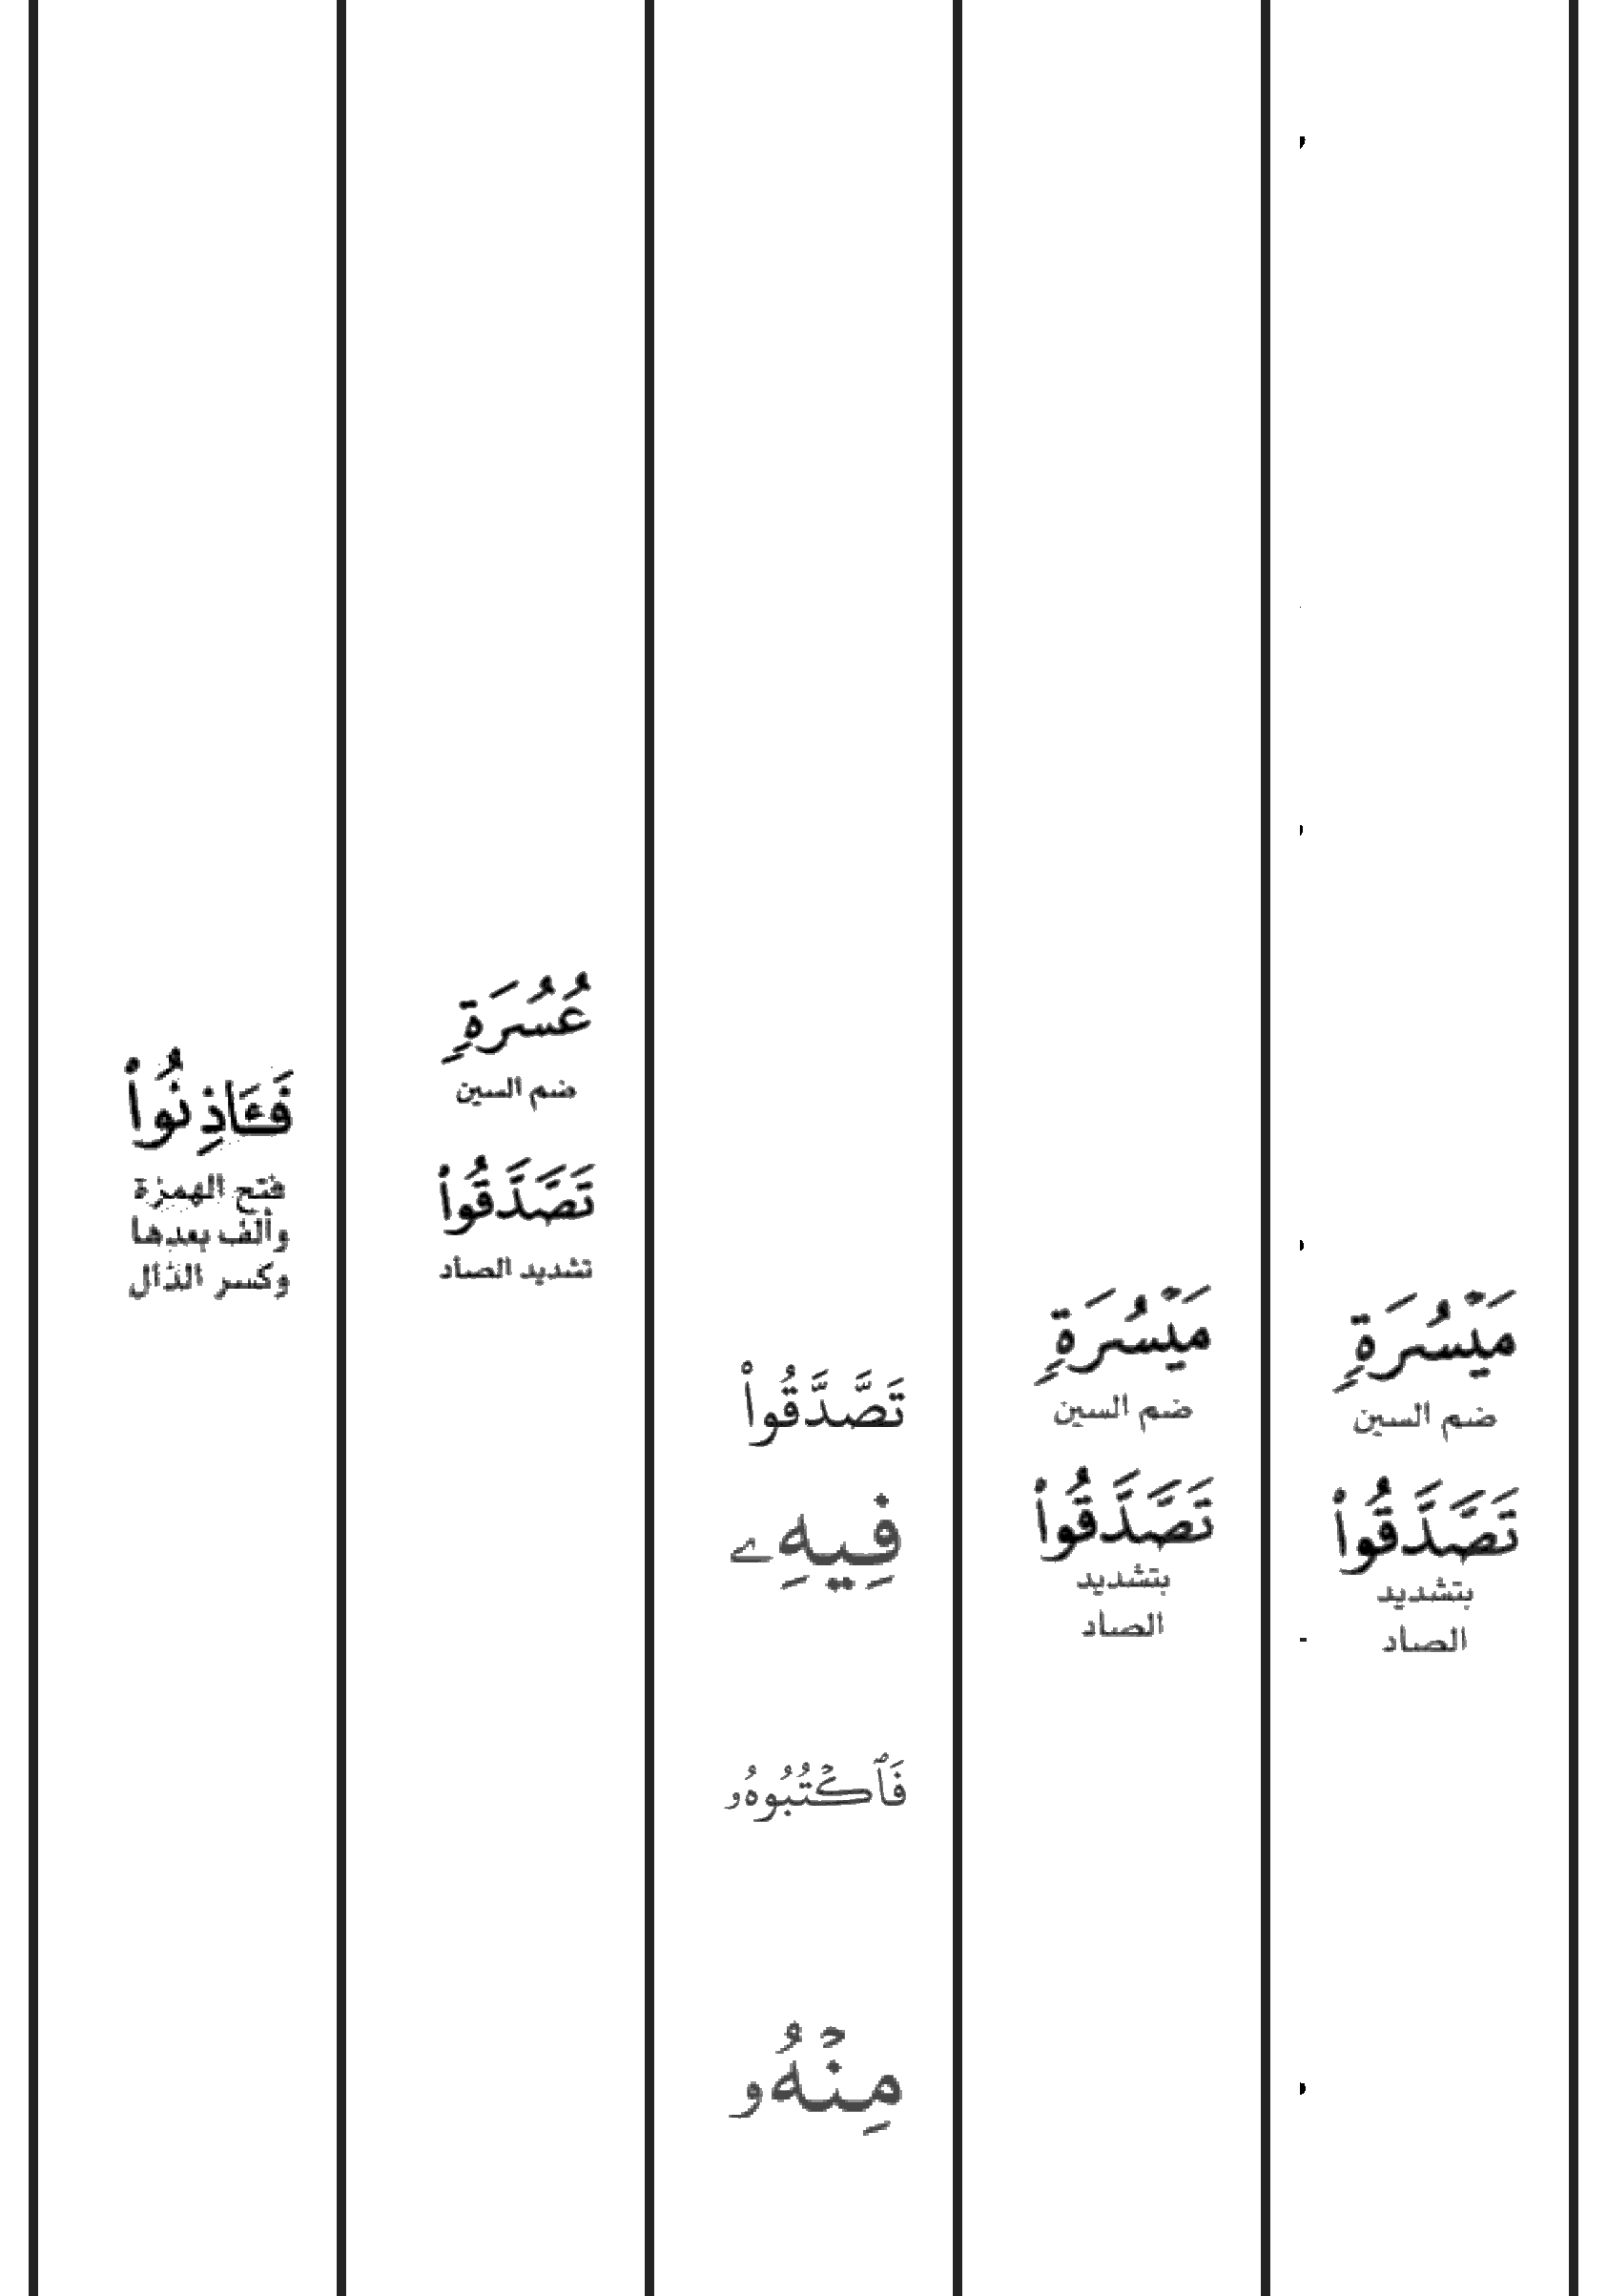 مَيۡسُرَةٖ
ضم السين
تَصَّدَّقُواْ
بتشديد
الصاد
مَيۡسُرَةٖ
ضم السين
تَصَّدَّقُواْ
بتشديد
الصاد
تَصَّدَّقُواْ
فِيهِۦ
فَٱكۡتُبُوهُۥ
مِنۡهُۥ
عُسُرَةٖ
ضم السين
تَصَّدَّقُواْ
تشديد الصاد
فَـَٔاذِنُواْ
فتح الهمزة
وألف بعدها
وكسر الذال